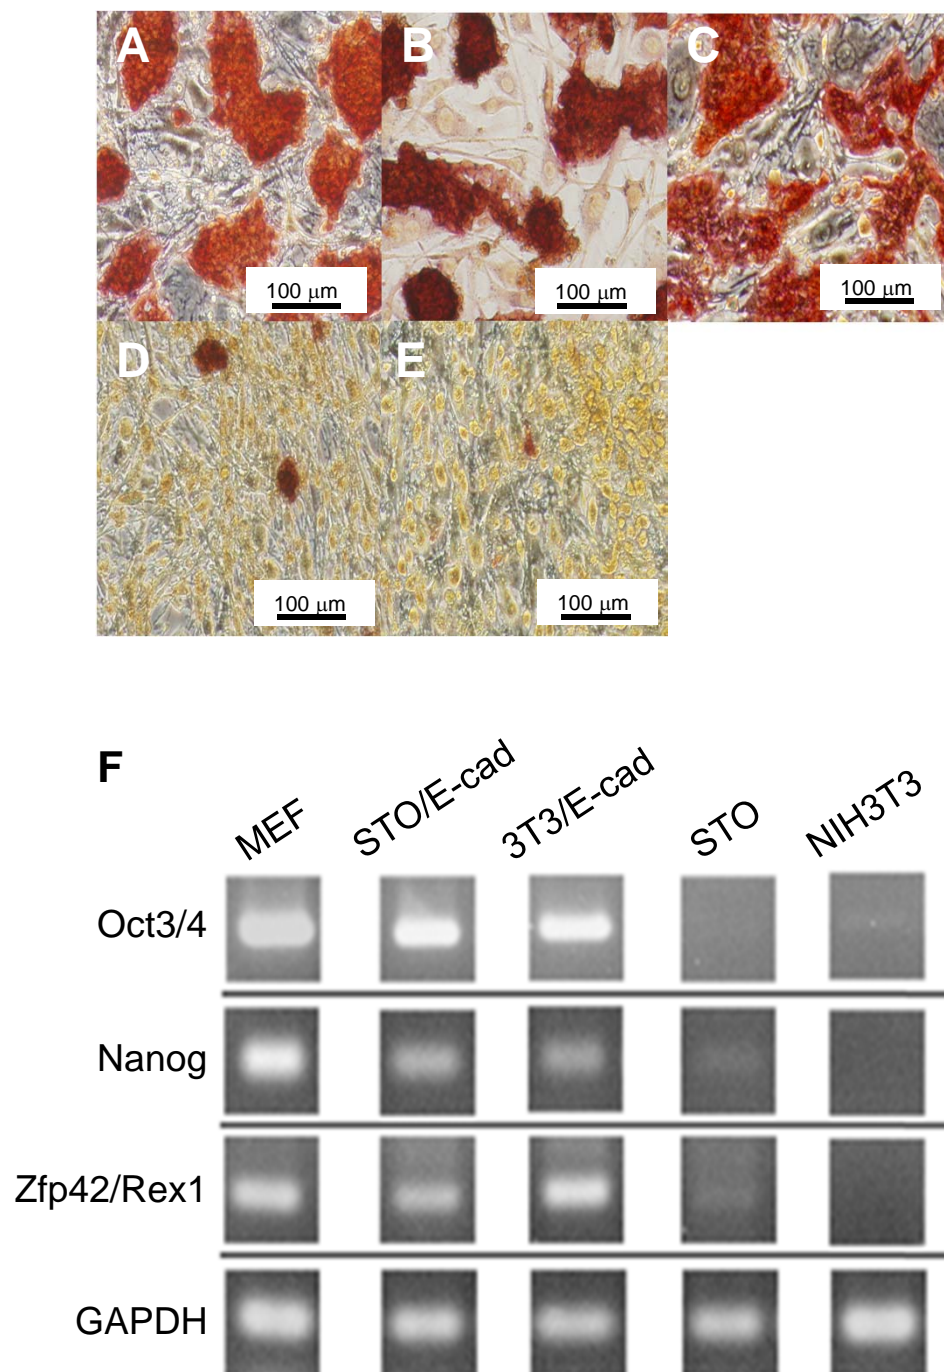 A
B
C
100 μm
100 μm
100 μm
D
E
100 μm
100 μm
F
MEF
STO/E-cad
3T3/E-cad
STO
NIH3T3
Oct3/4
Nanog
Zfp42/Rex1
GAPDH